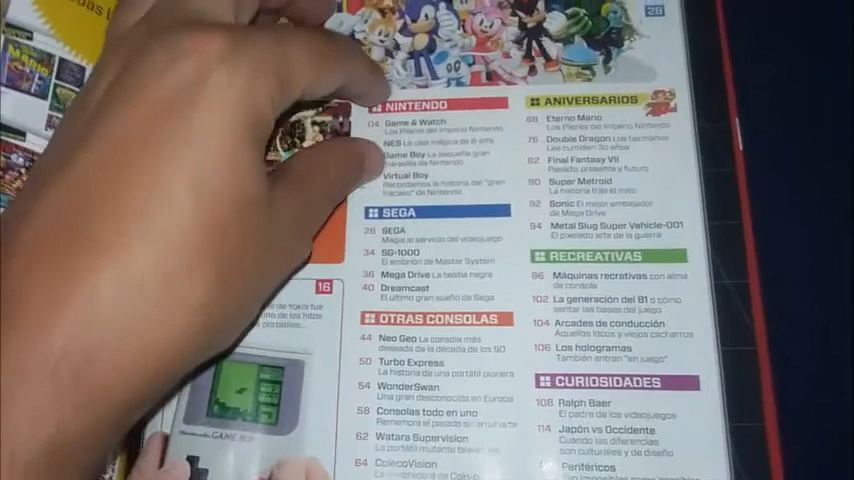 28
NINTENDO
04 Game & Watch
Los Pilares del imperio Nintendo
NES La caja mágica de 8-bits
Game Boy La pequeña gran
maravilla de Nintendo
Virtual Boy
Recordamos la historia del "gran
fracaso" de Nintendo
SEGA
28 SEGA
Magia al servicio del videojuego
34 SG-1000
El embrión de Master System
36 Mega Drive La bestia negra
40 Dreamcast
El último gran sueño de Sega
OTRAS CONSOLAS
44 Neo Geo La consola más
deseada de la década de los 90
50 Turbo Express
La historia de una portátil pionera
54 WonderSwan
Una gran desconocida en Europa
58 Consolas todo en uno
Rememora el pasado sin arruinarte
62 Watara Supervision
La portátil mutante
64 ColecoVision
ANIVERSARIOS
68 Eterno Mario
Los Pilares del imperio Nintendo
76 Double Dragon Los hermanos
82 Final Fantasy VII
Pasado, presente y futuro
90 Super Metroid
La historia tras el mito
92 Sonic El mejor embajador
de Mega Drive
94 Metal Slug Super Vehicle-001
El pixelado arte de la guerra
RECREATIVAS
96 Máquinas recreativas con alma
de consola
102 La generación del 81 o cómo
sentar las bases del juego
104 Arcades de conducción
Aquellos locos y viejos cacharros
106 Los hologramas
También entran "en juego"
CURIOSIDADES
108 Ralph Baer
El padre de los videojuegos
114 Japón vs Occidente
Cuando las diferencias
son culturales y de diseño
Periféricos
16
Nintendo GAME BOY